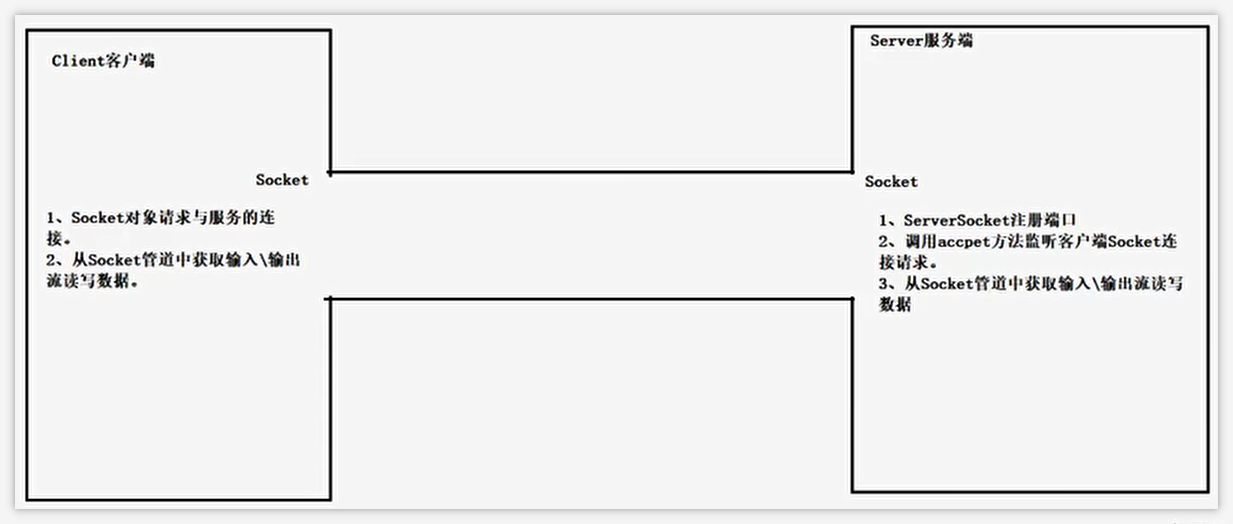 Client客户端
Socket
1、Socket对象请求与服务的连
接。
2、从Socket管道中获取输入\输出
流读写数据。
Server服务端
Socket
1、ServerSocket注册端口
2、调用accpet方法监听客户端Socket连
接请求。
3、从Socket管道中获取输入\输出流读写
数据